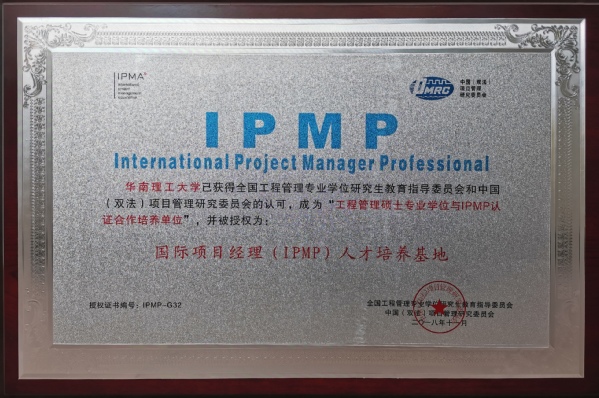 IPMA
international
project
management
association
PMRC
中国（双法）
项目管理
研究委员会
IPMP
International Project Manager Professional
华南理工大学已获得全国工程管理专业学位研究生教育指导委员会和中国
（双法）项目管理研究委员会的认可，成为“工程管理硕士专业学位与IPMP认
证合作培养单位”，并被授权为：
国际项目经理（IPMP）人才培养基地
授权证书编号：IPMP-G32
全国工程管理专业学位研究生教育指导委员会
中国（双法）项目管理研究委员会
二〇一八年十一月